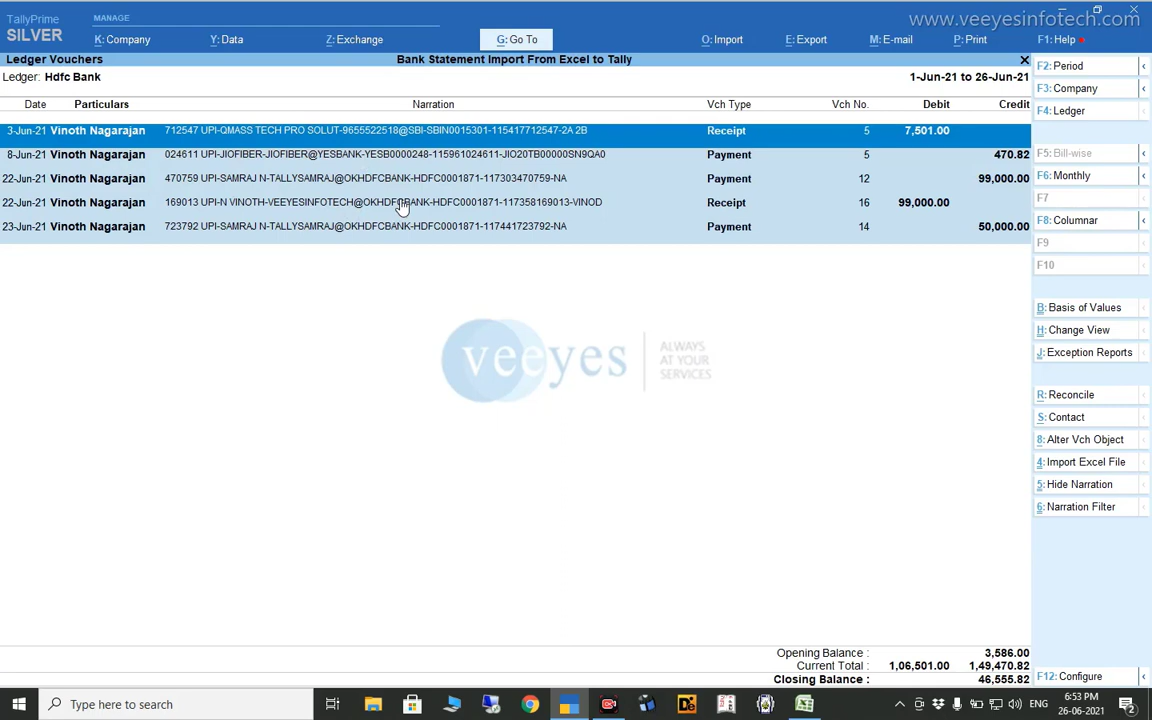 TallyPrime
SILVER
MANAGE
www.veeyesinfotech.com
K: Company
Y: Data
Z: Exchange
G: Go To
O: Import
E: Export
M: E-mail
P: Print
F1: Help
Ledger Vouchers
Bank Statement Import From Excel to Tally
Ledger: Hdfc Bank
1-Jun-21 to 26-Jun-21
Date Particulars Narration Vch Type Vch No. Debit Credit
3-Jun-21 Vinoth Nagarajan 712547 UPI-QMASS TECH PRO SOLUT-9655522518@SBI-SBIN0015301-115417712547-2A 2B Receipt 5 7,501.00
8-Jun-21 Vinoth Nagarajan 024611 UPI-JIOFIBER-JIOFIBER@YESBANK-YESB0000248-115961024611-JIO20TB00000SN9QA0 Payment 5 470.82
22-Jun-21 Vinoth Nagarajan 470759 UPI-SAMRAJ N-TALLYSAMRAJ@OKHDFCBANK-HDFC0001871-117303470759-NA Payment 12 99,000.00
22-Jun-21 Vinoth Nagarajan 169013 UPI-N VINOTH-VEEYESINFOTECH@OKHDFCBANK-HDFC0001871-117358169013-VINOD Receipt 16 99,000.00
23-Jun-21 Vinoth Nagarajan 723792 UPI-SAMRAJ N-TALLYSAMRAJ@OKHDFCBANK-HDFC0001871-117441723792-NA Payment 14 50,000.00
veeyes
ALWAYS
AT YOUR
SERVICES
Opening Balance : 3,586.00
Current Total : 1,06,501.00 1,49,470.82
Closing Balance : 46,555.82
F2: Period
F3: Company
F4: Ledger
F5: Bill-wise
F6: Monthly
F7
F8: Columnar
F9
F10
B: Basis of Values
H: Change View
J: Exception Reports
R: Reconcile
S: Contact
8: Alter Vch Object
4: Import Excel File
5: Hide Narration
6: Narration Filter
F12: Configure
Type here to search
De
ENG
6:53 PM
26-06-2021
2